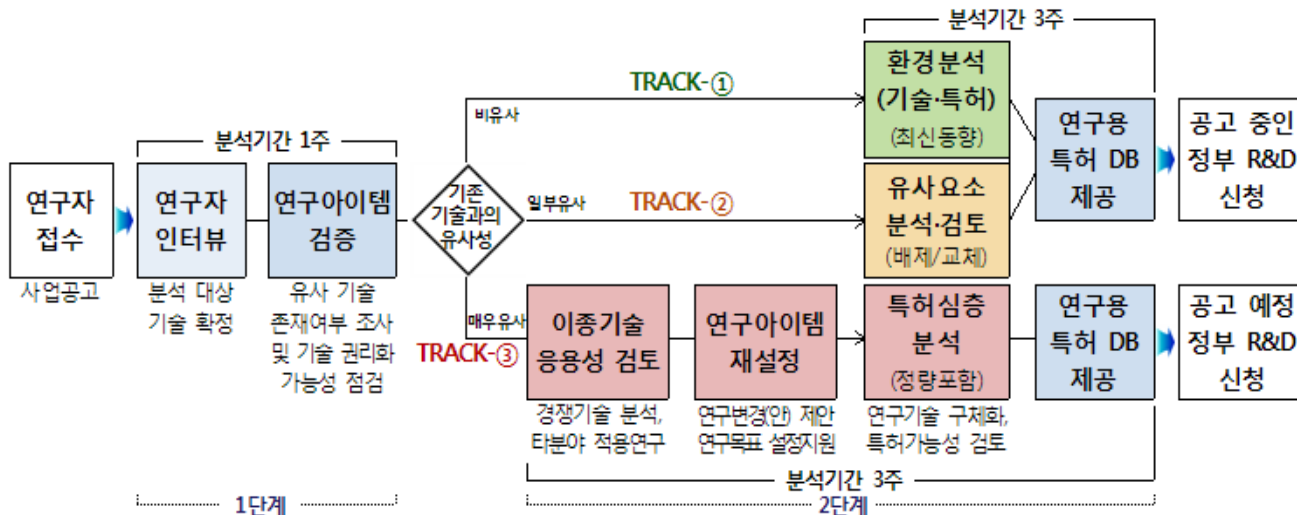 분석기간 3주
환경분석
(기술·특허)
(최신동향)
TRACK-①
비유사
분석기간 1주
연구자
접수
사업공고
연구자
인터뷰
분석 대상
기술 확정
연구아이템
검증
유사 기술
존재여부 조사
및 기술 권리화
가능성 점검
기존
기술과의
유사성
일부유사
TRACK-②
유사요소
분석·검토
(배제/교체)
연구용
특허 DB
제공
공고 중인
정부 R&D
신청
매우유사
TRACK-③
이종기술
응용성 검토
경쟁기술 분석,
타분야 적용연구
연구아이템
재설정
연구변경(안) 제안
연구목표 설정지원
특허심층
분석
(정량포함)
연구기술 구체화,
특허가능성 검토
연구용
특허 DB
제공
공고 예정
정부 R&D
신청
분석기간 3주
1단계
2단계